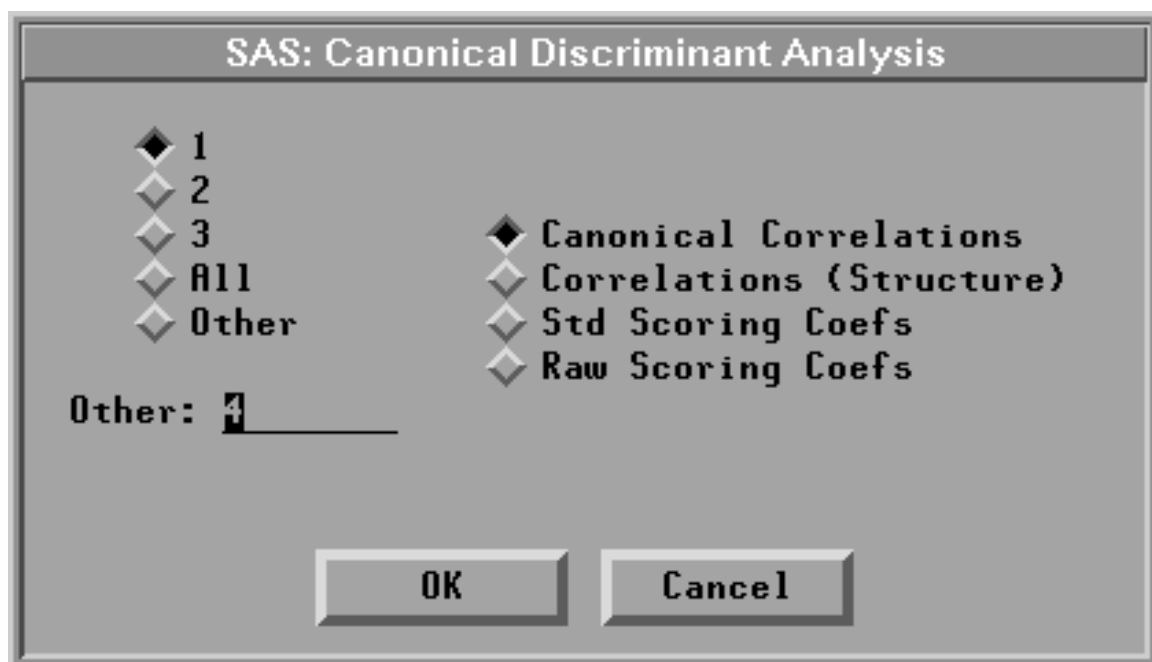 SAS: Canonical Discriminant Analysis
1
2
3
All
Other
Other: 4
Canonical Correlations
Correlations (Structure)
Std Scoring Coefs
Raw Scoring Coefs
OK
Cancel